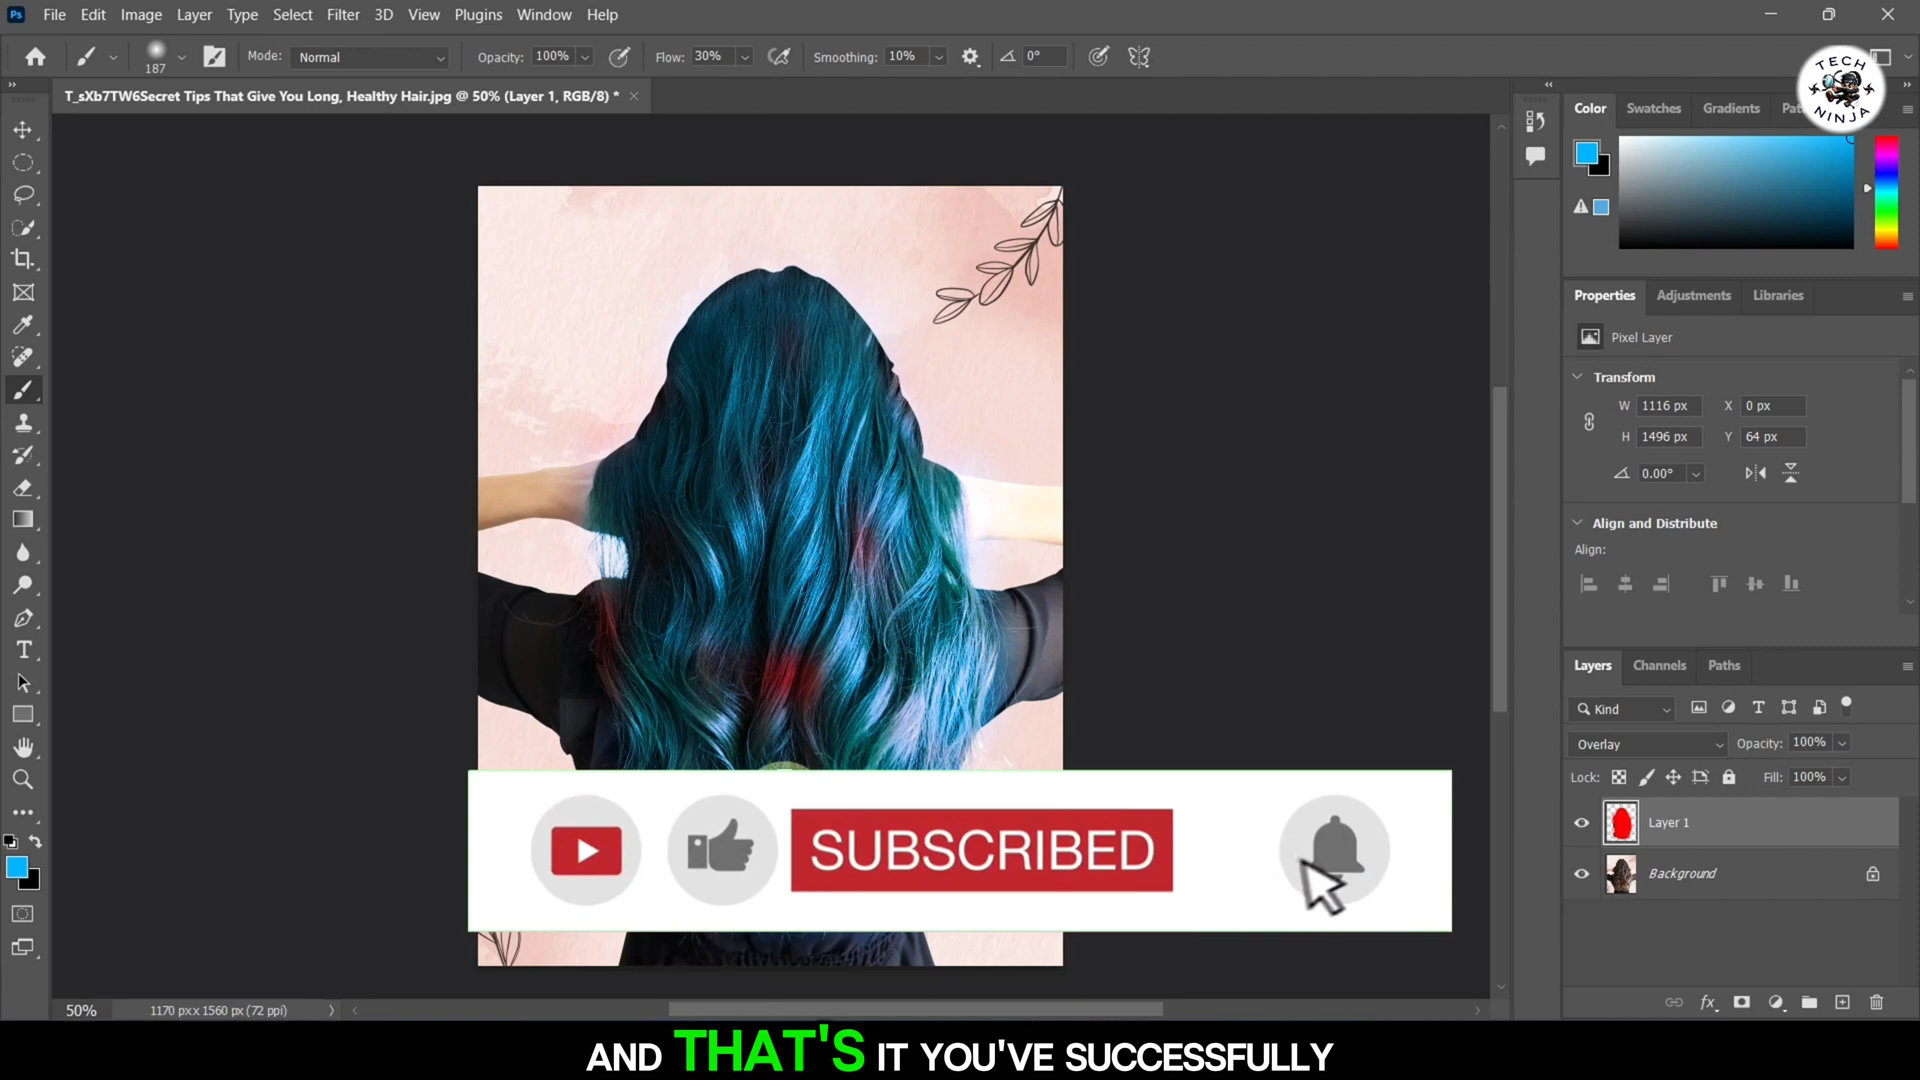 Ps File Edit Image Layer Type Select Filter 3D View Plugins Window Help
187 Mode: Normal Opacity: 100% Flow: 30% Smoothing: 10% 0°
TECH
NINJA
T_sXb7TW6Secret Tips That Give You Long, Healthy Hair.jpg @ 50% (Layer 1, RGB/8) *
Color Swatches Gradients
Properties Adjustments Libraries
Pixel Layer
Transform
W 1116 px X 0 px
H 1496 px Y 64 px
0.00°
Align and Distribute
Align:
Layers Channels Paths
Kind
Overlay Opacity: 100%
Lock: Fill: 100%
Layer 1
Background
SUBSCRIBED
50% 1170 px x 1560 px (72 ppi)
AND THAT'S IT YOU'VE SUCCESSFULLY